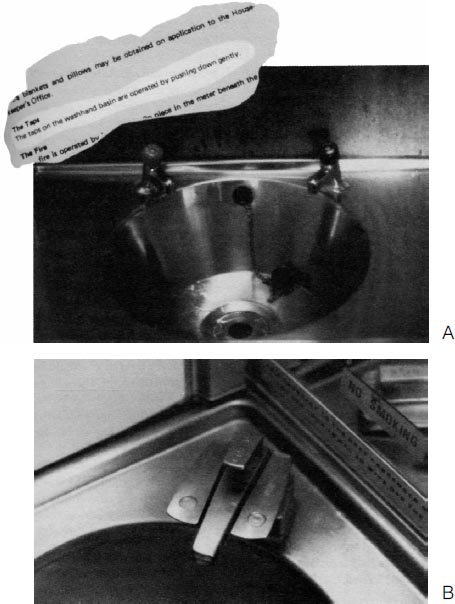 blankets and pillows may be obtained on application to the House
eeper's Office.
The Taps
The taps on the washhand basin are operated by pushing down gently.
The Fire
fire is operated by piece in the meter beneath the
A
NO SMOKING
B